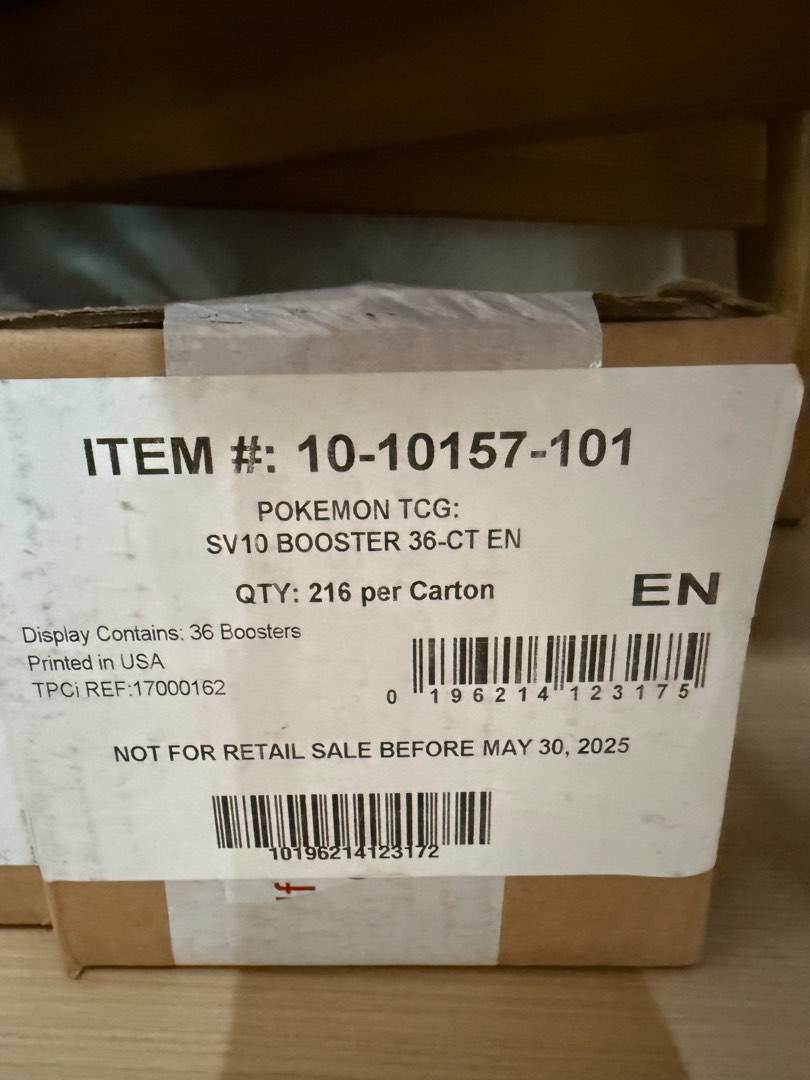 ITEM #: 10-10157-101
POKEMON TCG:
SV10 BOOSTER 36-CT EN
QTY: 216 per Carton
EN
Display Contains: 36 Boosters
Printed in USA
TPCi REF:17000162
0 196214 123175
NOT FOR RETAIL SALE BEFORE MAY 30, 2025
10196214123172